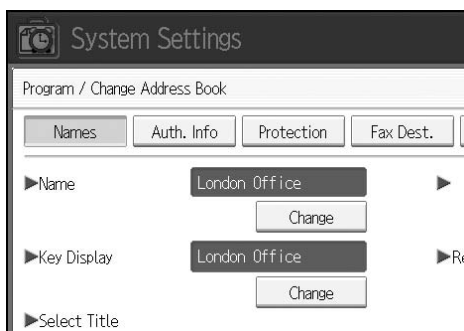 System Settings
Program / Change Address Book
Names Auth. Info Protection Fax Dest.
▶Name London Office ▶
Change
▶Key Display London Office ▶Re
Change
▶Select Title